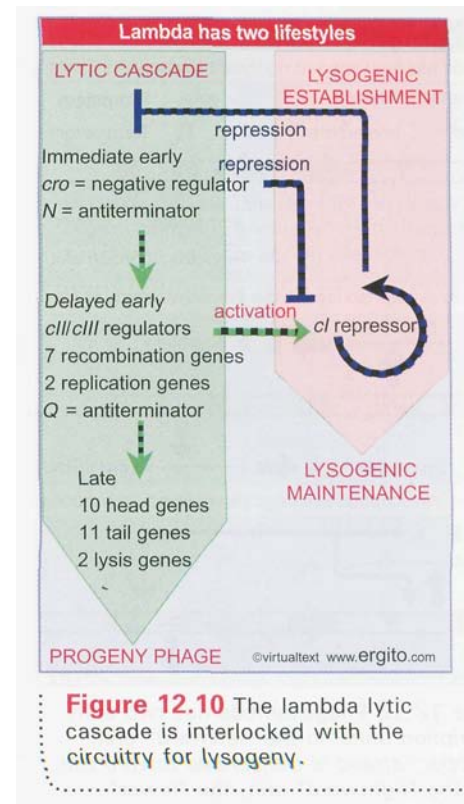 Lambda has two lifestyles
LYTIC CASCADE
LYSOGENIC
ESTABLISHMENT
repression
Immediate early
repression
cro = negative regulator
N = antiterminator
Delayed early
activation
cII/cIII regulators
cI repressor
7 recombination genes
2 replication genes
Q = antiterminator
LYSOGENIC
MAINTENANCE
Late
10 head genes
11 tail genes
2 lysis genes
PROGENY PHAGE
©virtualtext www.ergito.com
Figure 12.10 The lambda lytic
cascade is interlocked with the
circuitry for lysogeny.